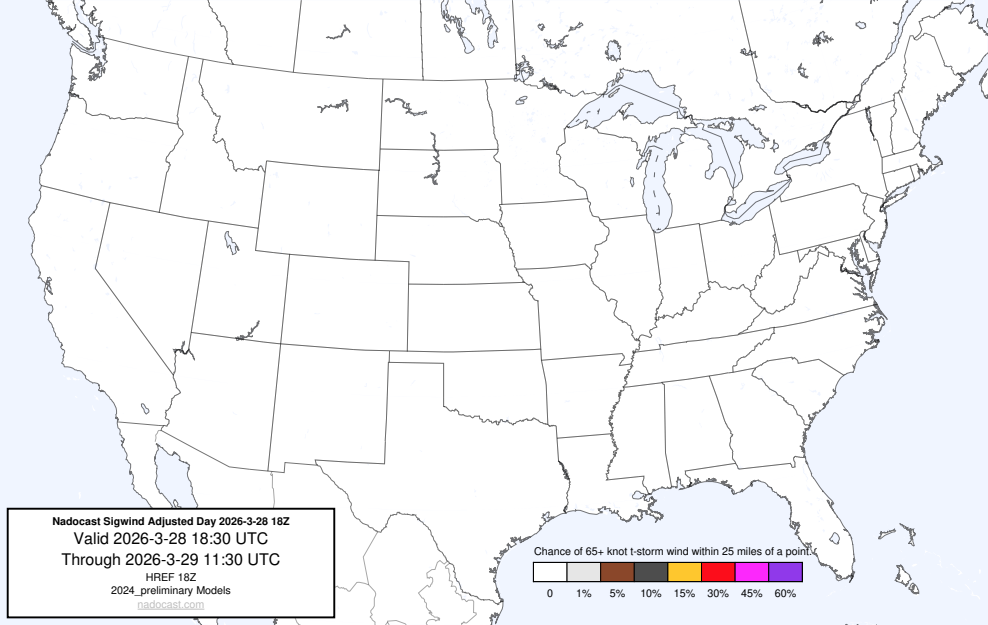 Nadocast Sigwind Adjusted Day 2026-3-28 18Z
Valid 2026-3-28 18:30 UTC
Through 2026-3-29 11:30 UTC
HREF 18Z
2024_preliminary Models
nadocast.com
Chance of 65+ knot t-storm wind within 25 miles of a point.
0 1% 5% 10% 15% 30% 45% 60%